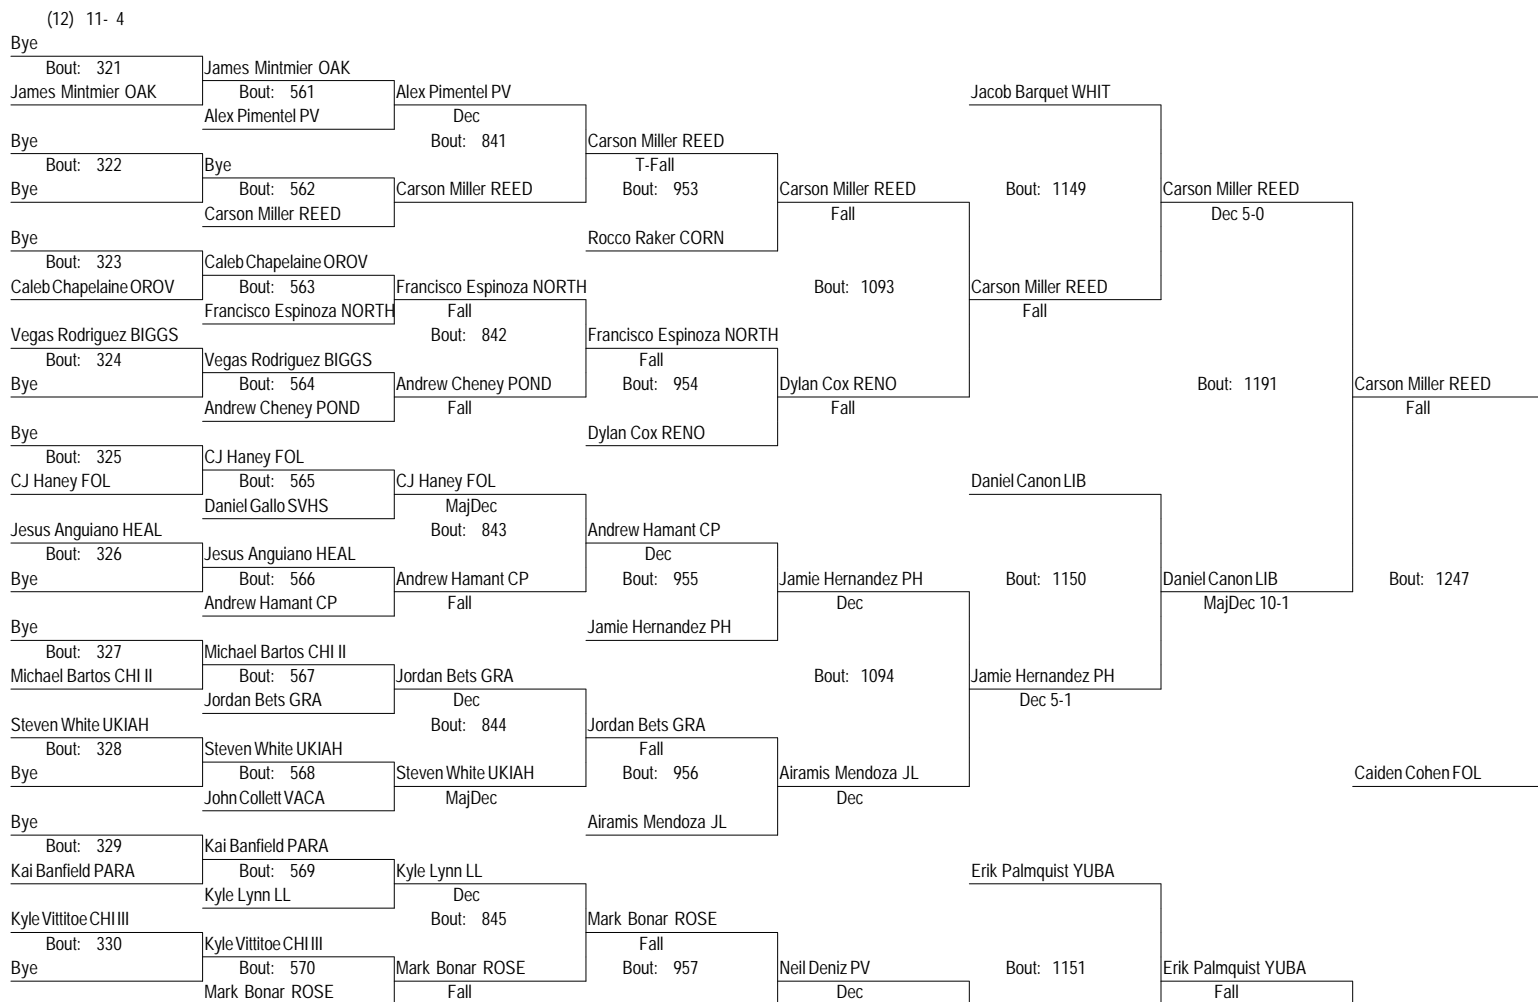 (12) 11- 4
Bye
Bout: 321 James Mintmier OAK
James Mintmier OAK Bout: 561 Alex Pimentel PV Jacob Barquet WHIT
Alex Pimentel PV Dec
Bye Bout: 841 Carson Miller REED
Bout: 322 Bye T-Fall
Bye Bout: 562 Carson Miller REED Bout: 953 Carson Miller REED Bout: 1149 Carson Miller REED
Carson Miller REED Fall Dec 5-0
Bye Rocco Raker CORN
Bout: 323 Caleb Chapelaine OROV
Caleb Chapelaine OROV Bout: 563 Francisco Espinoza NORTH Bout: 1093 Carson Miller REED
Francisco Espinoza NORTH Fall Fall
Vegas Rodriguez BIGGS Bout: 842 Francisco Espinoza NORTH
Bout: 324 Vegas Rodriguez BIGGS Fall
Bye Bout: 564 Andrew Cheney POND Bout: 954 Dylan Cox RENO Bout: 1191 Carson Miller REED
Andrew Cheney POND Fall Fall Fall
Bye Dylan Cox RENO
Bout: 325 CJ Haney FOL
CJ Haney FOL Bout: 565 CJ Haney FOL Daniel Canon LIB
Daniel Gallo SVHS MajDec
Jesus Anguiano HEAL Bout: 843 Andrew Hamant CP
Bout: 326 Jesus Anguiano HEAL Dec
Bye Bout: 566 Andrew Hamant CP Bout: 955 Jamie Hernandez PH Bout: 1150 Daniel Canon LIB Bout: 1247
Andrew Hamant CP Fall Dec MajDec 10-1
Bye Jamie Hernandez PH
Bout: 327 Michael Bartos CHI II
Michael Bartos CHI II Bout: 567 Jordan Bets GRA Bout: 1094 Jamie Hernandez PH
Jordan Bets GRA Dec Dec 5-1
Steven White UKIAH Bout: 844 Jordan Bets GRA
Bout: 328 Steven White UKIAH Fall
Bye Bout: 568 Steven White UKIAH Bout: 956 Airamis Mendoza JL Caiden Cohen FOL
John Collett VACA MajDec Dec
Bye Airamis Mendoza JL
Bout: 329 Kai Banfield PARA
Kai Banfield PARA Bout: 569 Kyle Lynn LL Erik Palmquist YUBA
Kyle Lynn LL Dec
Kyle Vittitoe CHI III Bout: 845 Mark Bonar ROSE
Bout: 330 Kyle Vittitoe CHI III Fall
Bye Bout: 570 Mark Bonar ROSE Bout: 957 Neil Deniz PV Bout: 1151 Erik Palmquist YUBA
Mark Bonar ROSE Fall Dec Fall